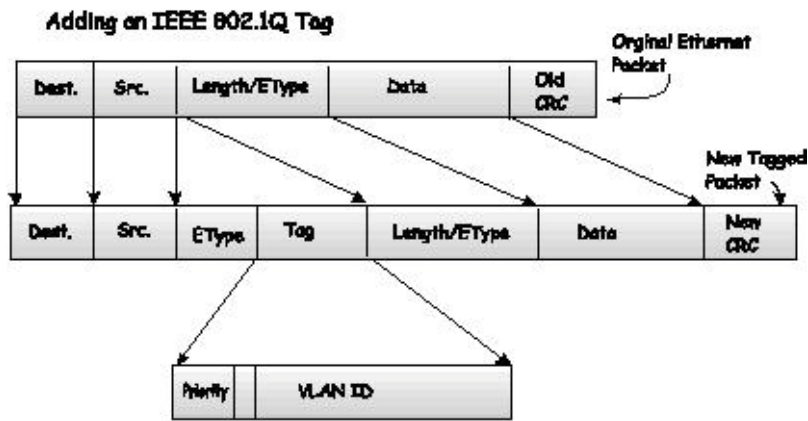 Adding an IEEE 802.1Q Tag
Orginal Ethernet
Packet
Dest. Src. Length/EType Data Old
CRC
New Tagged
Packet
Dest. Src. EType Tag Length/EType Data New
CRC
Priority VLAN ID